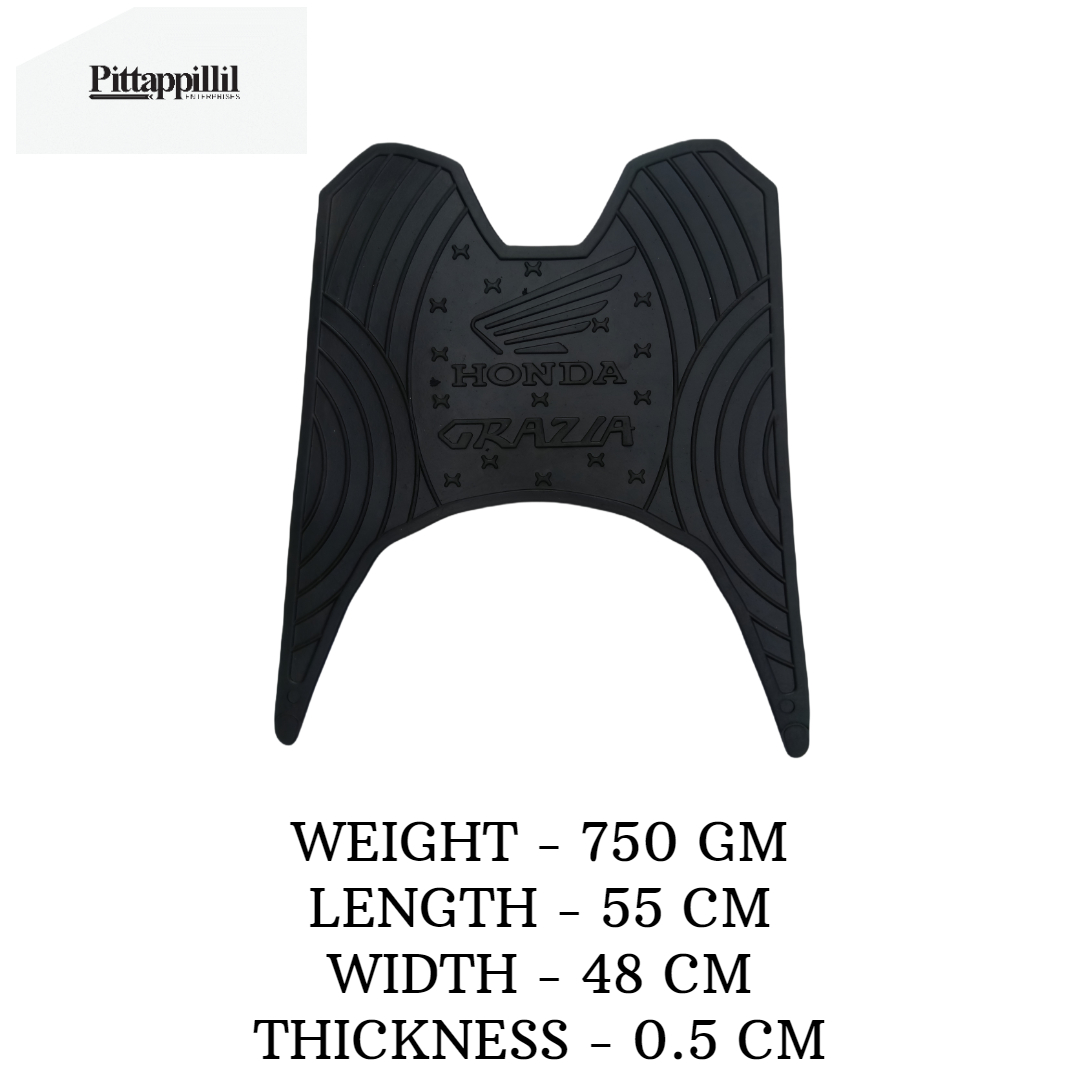 Pittappillil
ENTERPRISES
HONDA
GRAZIA
WEIGHT - 750 GM
LENGTH - 55 CM
WIDTH - 48 CM
THICKNESS - 0.5 CM